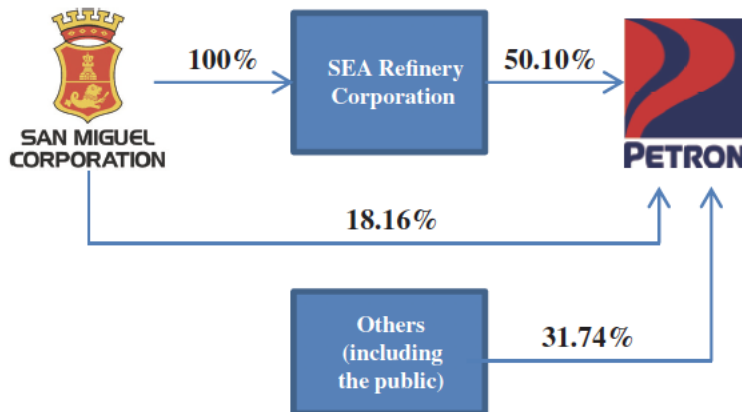 100%
SEA Refinery
Corporation
50.10%
SAN MIGUEL
CORPORATION
PETRON
18.16%
Others
(including
the public)
31.74%